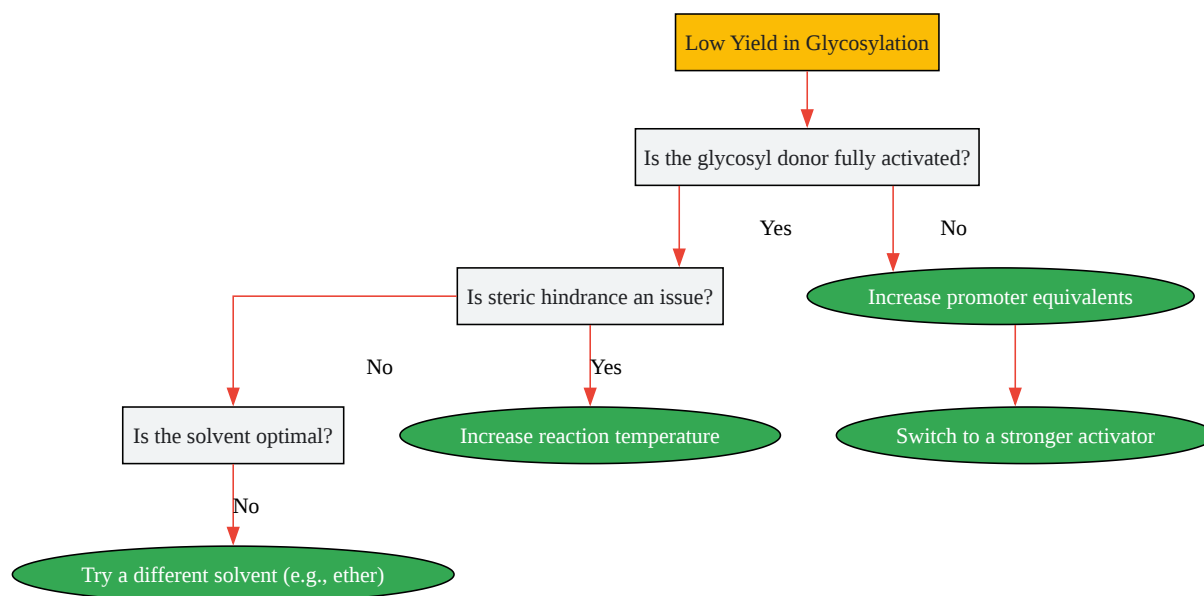 Low Yield in Glycosylation
Is the glycosyl donor fully activated?
Yes
No
Is steric hindrance an issue?
Increase promoter equivalents
No
Yes
Is the solvent optimal?
Increase reaction temperature
Switch to a stronger activator
No
Try a different solvent (e.g., ether)